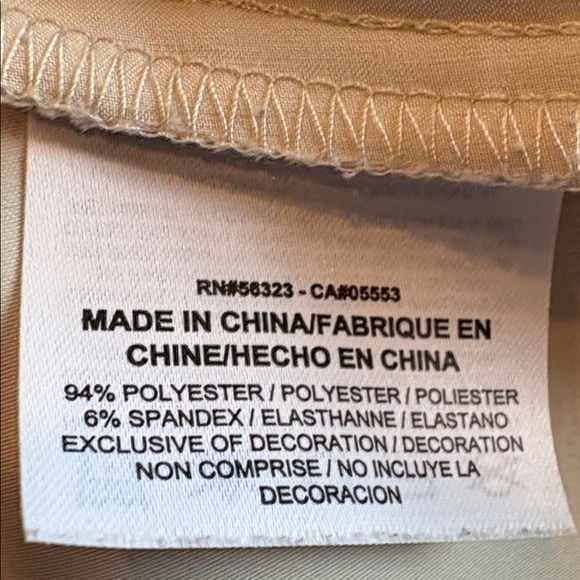 RN#56323 - CA#05553
MADE IN CHINA/FABRIQUE EN
CHINE/HECHO EN CHINA
94% POLYESTER / POLYESTER / POLIESTER
6% SPANDEX / ELASTHANNE / ELASTANO
EXCLUSIVE OF DECORATION / DECORATION
NON COMPRISE / NO INCLUYE LA
DECORACION